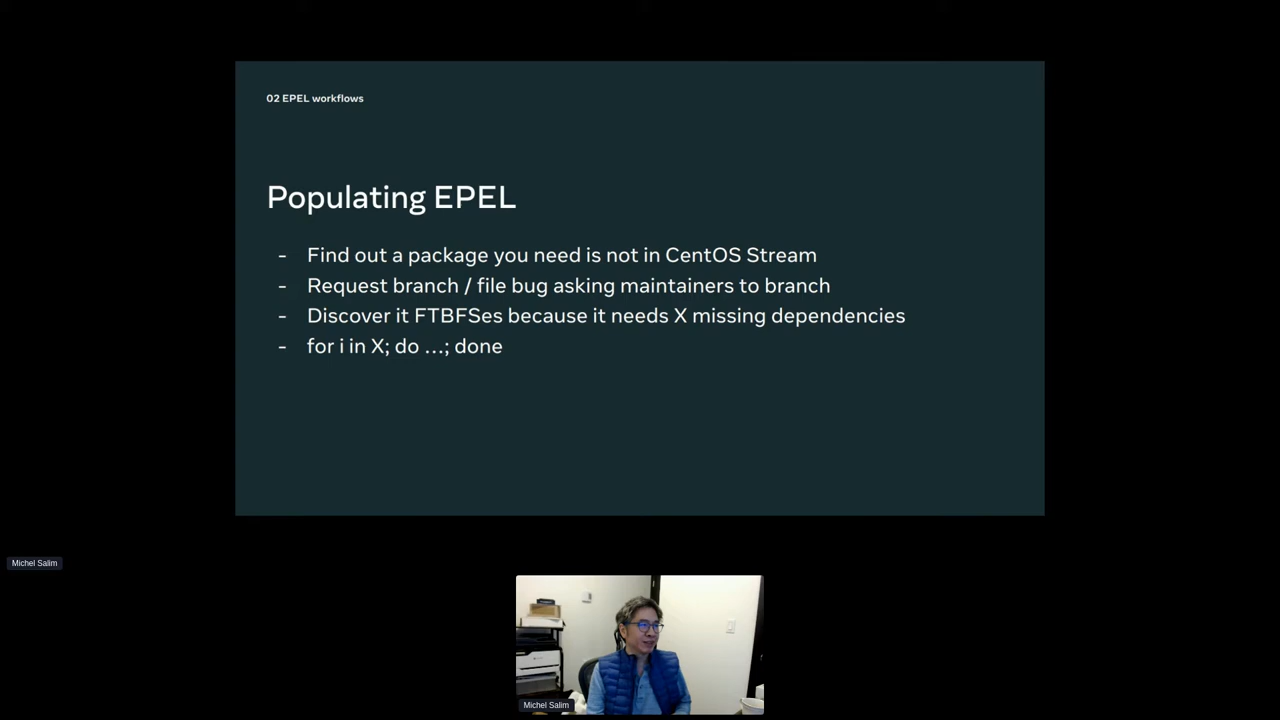 02 EPEL workflows
Populating EPEL
- Find out a package you need is not in CentOS Stream
- Request branch / file bug asking maintainers to branch
- Discover it FTBFSes because it needs X missing dependencies
- for i in X; do …; done
Michel Salim
Michel Salim